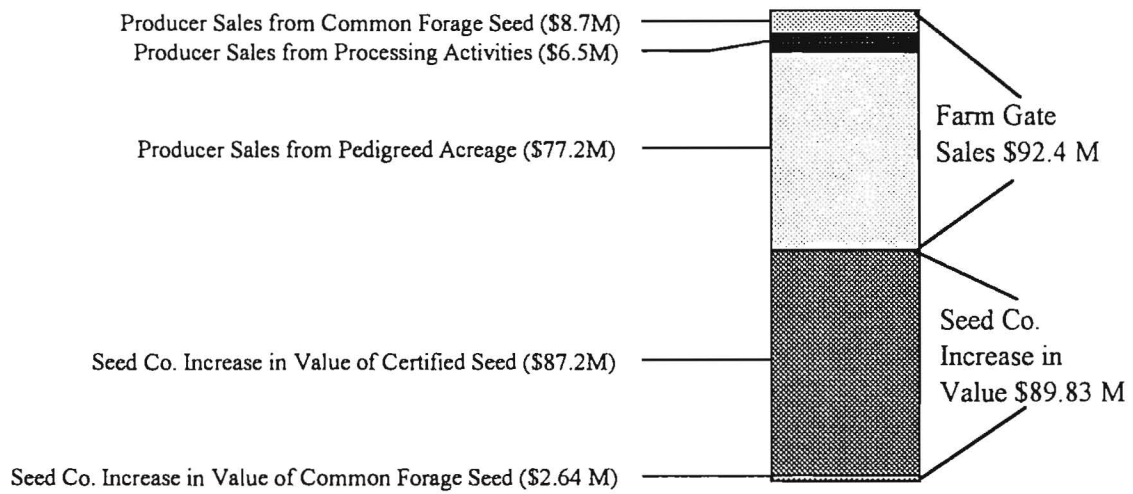 Producer Sales from Common Forage Seed ($8.7M)
Producer Sales from Processing Activities ($6.5M)
Producer Sales from Pedigreed Acreage ($77.2M)
Seed Co. Increase in Value of Certified Seed ($87.2M)
Seed Co. Increase in Value of Common Forage Seed ($2.64 M)
Farm Gate
Sales $92.4 M
Seed Co.
Increase in
Value $89.83 M